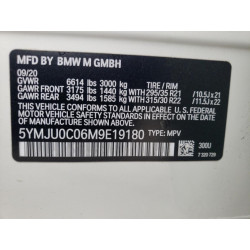 MFD BY BMW M GMBH
09/20
GVWR 6614 lbs 3000 kg TIRE / RIM
GAWR FRONT 3175 lbs 1440 kg 295/35 R21 / 10.5J x 21
GAWR REAR 3494 lbs 1585 kg 315/30 R22 / 11.5J x 22
THIS VEHICLE CONFORMS TO ALL APPLICABLE U.S. FEDERAL
MOTOR VEHICLE SAFETY STANDARDS IN EFFECT ON
THE DATE OF MANUFACTURE SHOWN ABOVE.
5YMJU0C06M9E19180 TYPE: MPV
300U
7 320 729